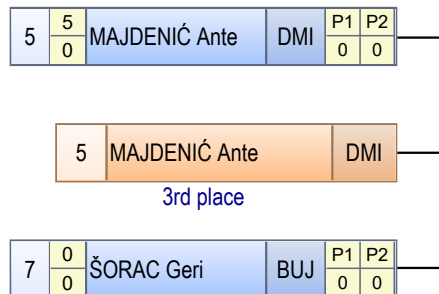 5 5 0 MAJDENIĆ Ante DMI P1 P2 0 0
5 MAJDENIĆ Ante DMI
3rd place
7 0 0 ŠORAC Geri BUJ P1 P2 0 0